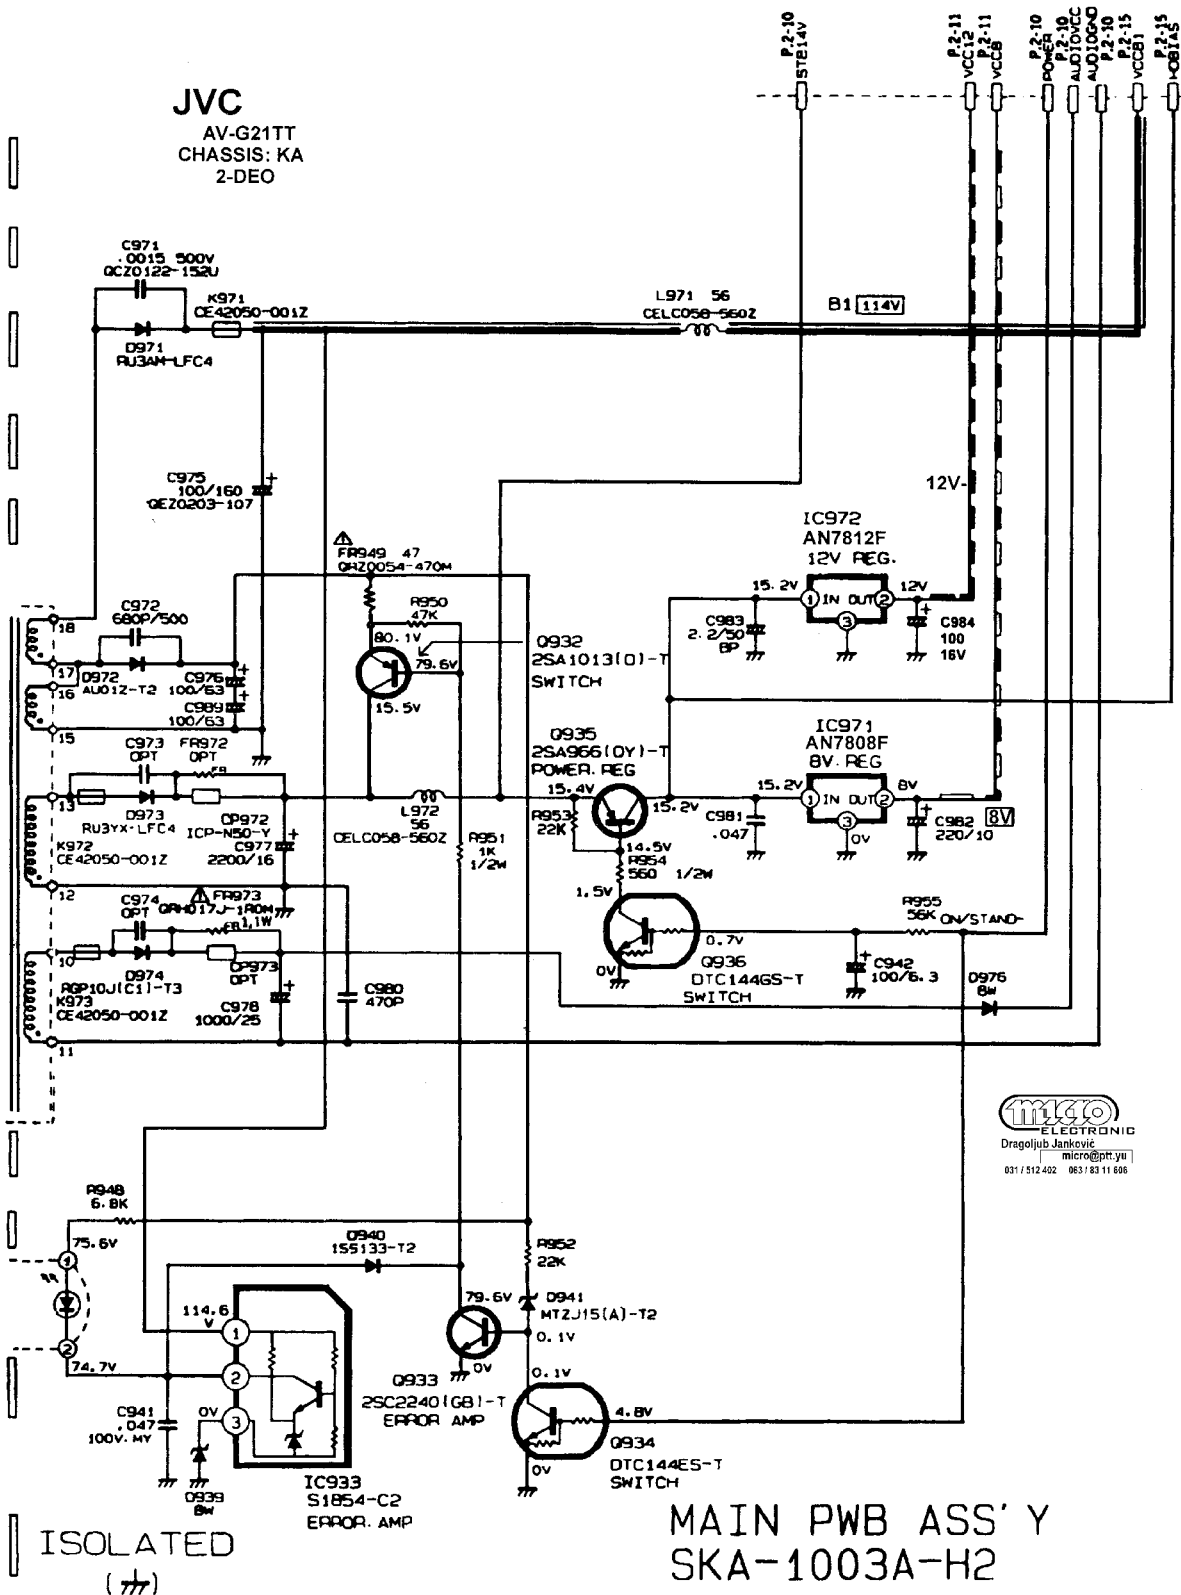 P.2-10
STB14V
P.2-11
VCC12
P.2-11
VCC8
P.2-10
POWER
P.2-10
AUDIOVCC
AUDIOGND
P.2-10
P.2-15
VCCB1
P.2-15
HOBIAS
JVC
AV-G21TT
CHASSIS: KA
2-DEO
C971
.0015 500V
QCZ0122-152U
K971
CE42050-001Z
D971
RU3AM-LFC4
L971 56
CELC058-560Z
B1 114V
C975
100/160
QEZ0203-107
12V-
FR949 47
QRZ0054-470M
R950
47K
80.1V
79.6V
Q932
2SA1013(O)-T
SWITCH
15.5V
IC972
AN7812F
12V REG.
15.2V
1 IN OUT 2
3
12V
C983
2.2/50
BP
C984
100
16V
18
C972
680P/500
17
16
D972
AU01Z-T2
C976
100/63
C989
100/63
15
C973
OPT
FR972
OPT
FR
13
D973
RU3YX-LFC4
CP972
ICP-N50-Y
K972
CE42050-001Z
C977
2200/16
12
L972
56
CELC058-560Z
R951
1K
1/2W
Q935
2SA966(OY)-T
POWER.REG
15.4V
15.2V
R953
22K
14.5V
R954
560 1/2W
1.5V
IC971
AN7808F
8V.REG
15.2V
1 IN OUT 2
3
8V
0V
C981
.047
C982
220/10
8V
C974
OPT
FR973
QRH017J-1R0M
FR 1,1W
10
D974
RGP10J(C1)-T3
CP973
OPT
K973
CE42050-001Z
C978
1000/25
11
C980
470P
R955
56K
ON/STAND-
0.7V
0V
Q936
DTC144GS-T
SWITCH
C942
100/6.3
D976
BW
MICRO
ELECTRONIC
Dragoljub Janković
micro@ptt.yu
031 / 512 402 063 / 83 11 606
R948
6.8K
75.6V
1
2
74.7V
D940
1SS133-T2
R952
22K
D941
MTZJ15(A)-T2
79.6V
0.1V
0V
Q933
2SC2240(GB)-T
ERROR AMP
0.1V
4.8V
0V
Q934
DTC144ES-T
SWITCH
114.6
V
1
2
3
0V
C941
.047
100V.MY
D939
BW
IC933
S1854-C2
ERROR.AMP
ISOLATED
MAIN PWB ASS'Y
SKA-1003A-H2